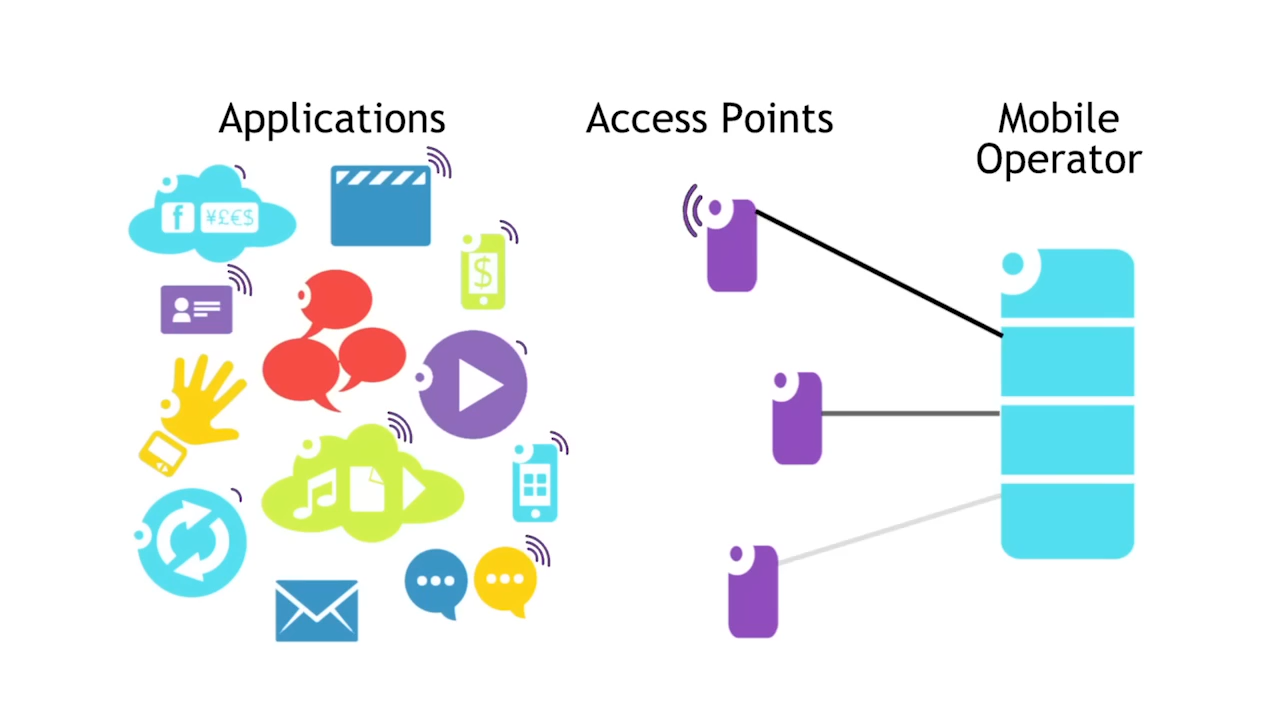 Applications
Access Points
Mobile
Operator
f
¥£€$
$